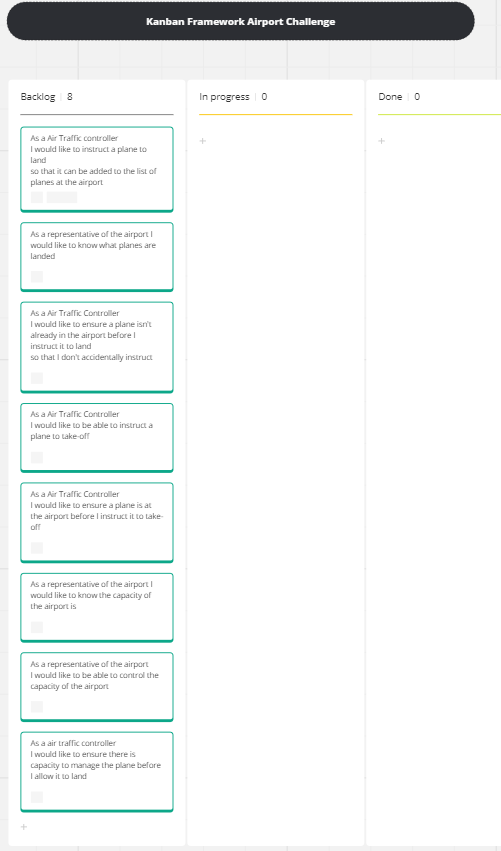 Kanban Framework Airport Challenge
Backlog | 8
In progress | 0
Done | 0
As a Air Traffic controller
I would like to instruct a plane to
land
so that it can be added to the list of
planes at the airport
As a representative of the airport I
would like to know what planes are
landed
As a Air Traffic Controller
I would like to ensure a plane isn't
already in the airport before I
instruct it to land
so that I don't accidentally instruct
As a Air Traffic Controller
I would like to be able to instruct a
plane to take-off
As a Air Traffic Controller
I would like to ensure a plane is at
the airport before I instruct it to take-
off
As a representative of the airport I
would like to know the capacity of
the airport is
As a representative of the airport
I would like to be able to control the
capacity of the airport
As a air traffic controller
I would like to ensure there is
capacity to manage the plane before
I allow it to land